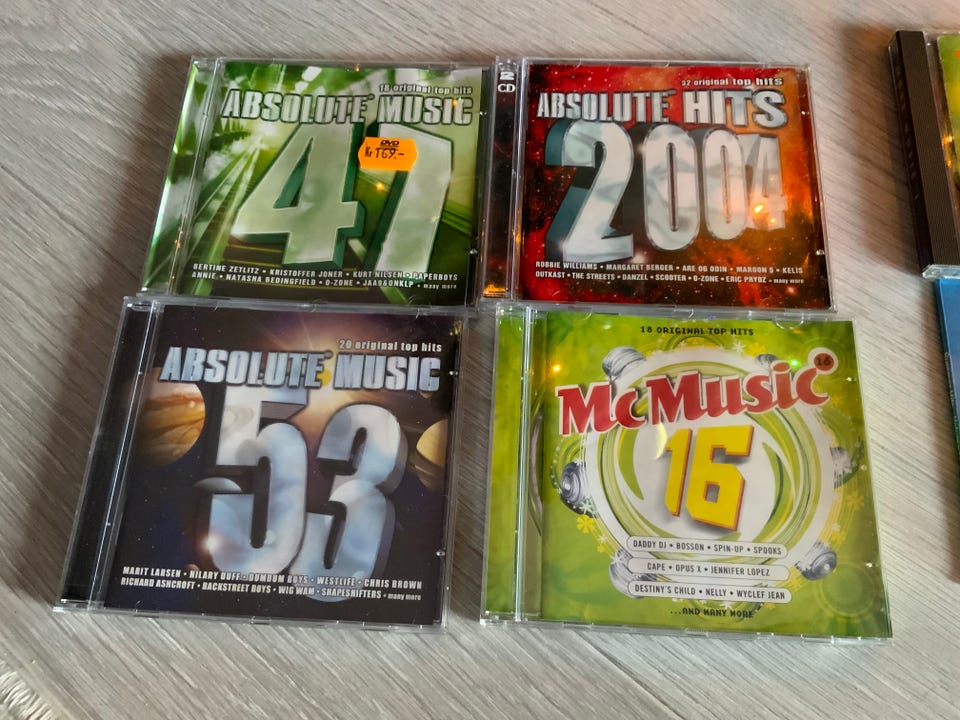 18 original top hits
ABSOLUTE® MUSIC
47
DVD
Kr 169.-
BERTINE ZETLITZ • KRISTOFFER JONER • KURT NILSEN • PAPERBOYS
ANNIE • NATASHA BEDINGFIELD • O-ZONE • JAA9&ONKLP • many more
2
CD
32 original top hits
ABSOLUTE® HITS
2004
ROBBIE WILLIAMS • MARGARET BERGER • ARE OG ODIN • MAROON 5 • KELIS
OUTKAST • THE STREETS • DANZEL • SCOOTER • O-ZONE • ERIC PRYDZ • many more
20 original top hits
ABSOLUTE® MUSIC
53
MARIT LARSEN • HILARY DUFF • DUMDUM BOYS • WESTLIFE • CHRIS BROWN
RICHARD ASHCROFT • BACKSTREET BOYS • WIG WAM • SHAPESHIFTERS • many more
18 ORIGINAL TOP HITS
McMusic
16
16
DADDY DJ • BOSSON • SPIN-UP • SPOOKS
CAPE • OPUS X • JENNIFER LOPEZ
DESTINY'S CHILD • NELLY • WYCLEF JEAN
...AND MANY MORE